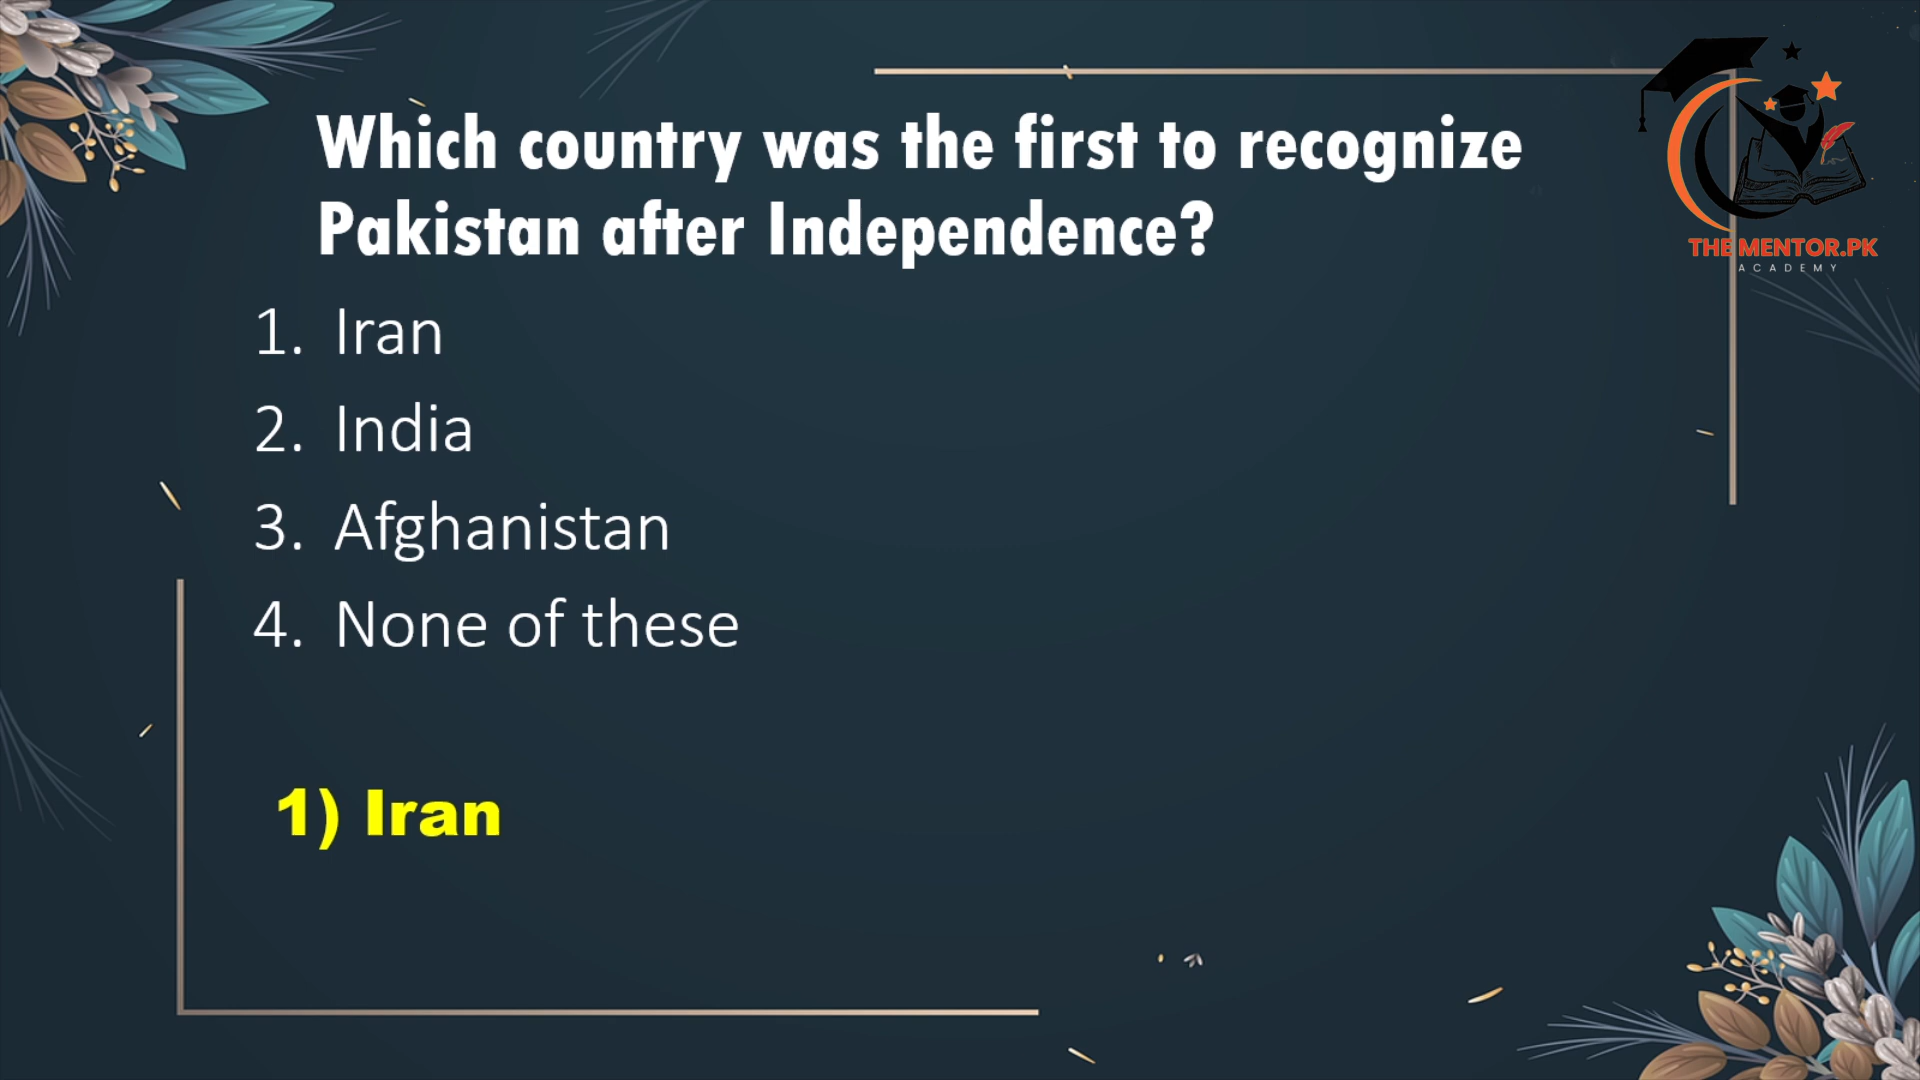 Which country was the first to recognize
Pakistan after Independence?
1. Iran
2. India
3. Afghanistan
4. None of these
1) Iran
THE MENTOR.PK
ACADEMY